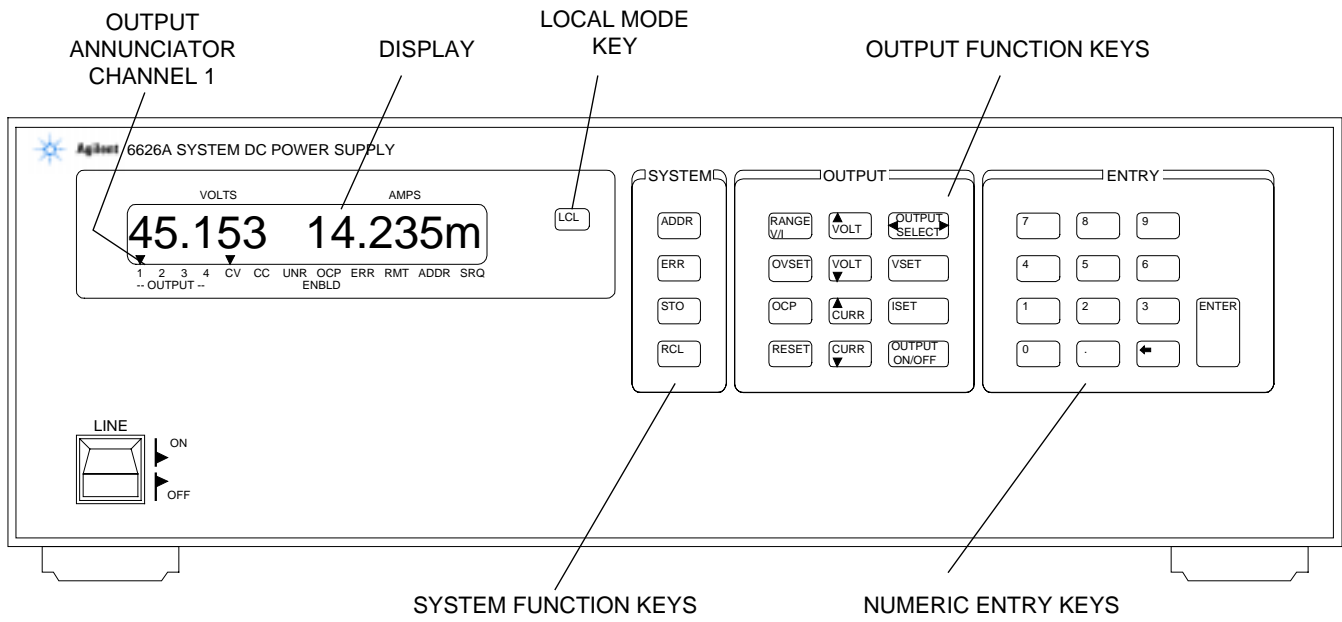 OUTPUT
ANNUNCIATOR
CHANNEL 1
DISPLAY
LOCAL MODE
KEY
OUTPUT FUNCTION KEYS
Agilent 6626A SYSTEM DC POWER SUPPLY
VOLTS AMPS
45.153 14.235m
1 2 3 4 CV CC UNR OCP ERR RMT ADDR SRQ
-- OUTPUT -- ENBLD
LCL
SYSTEM
ADDR
ERR
STO
RCL
OUTPUT
RANGE
V/I
VOLT
OUTPUT
SELECT
OVSET
VOLT
VSET
OCP
CURR
ISET
RESET
CURR
OUTPUT
ON/OFF
ENTRY
7 8 9
4 5 6
1 2 3 ENTER
0 .
LINE
ON
OFF
SYSTEM FUNCTION KEYS
NUMERIC ENTRY KEYS